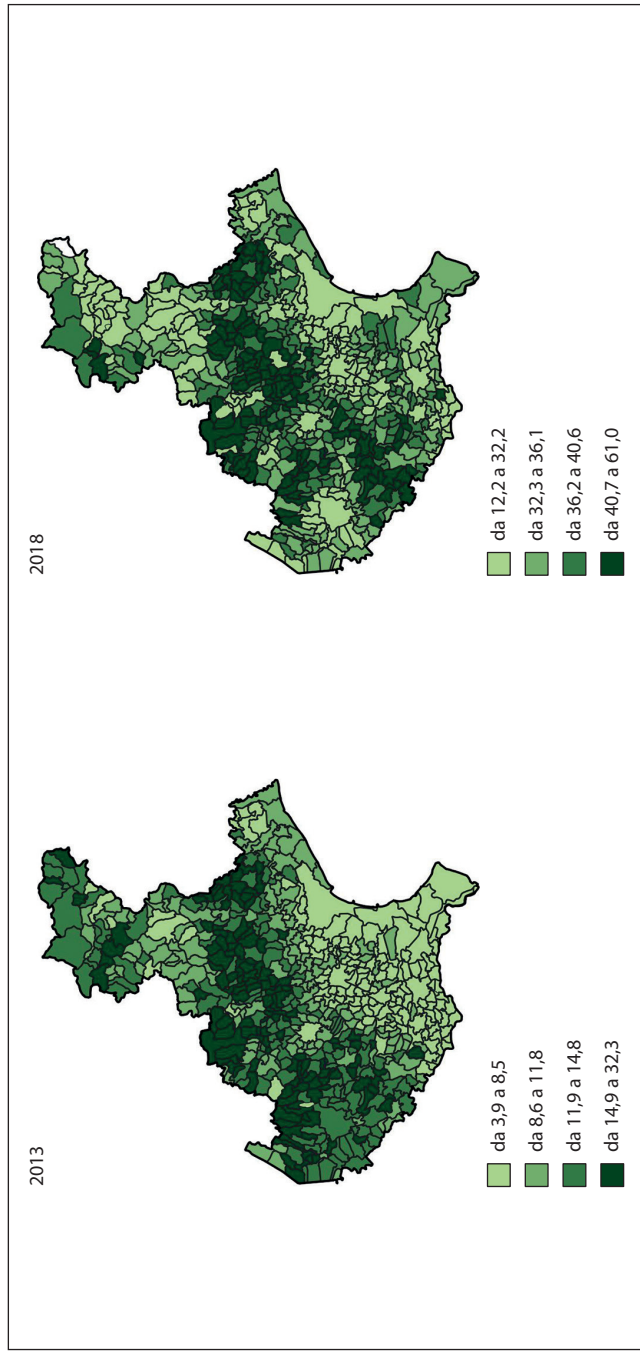 2013
da 3,9 a 8,5
da 8,6 a 11,8
da 11,9 a 14,8
da 14,9 a 32,3
2018
da 12,2 a 32,2
da 32,3 a 36,1
da 36,2 a 40,6
da 40,7 a 61,0